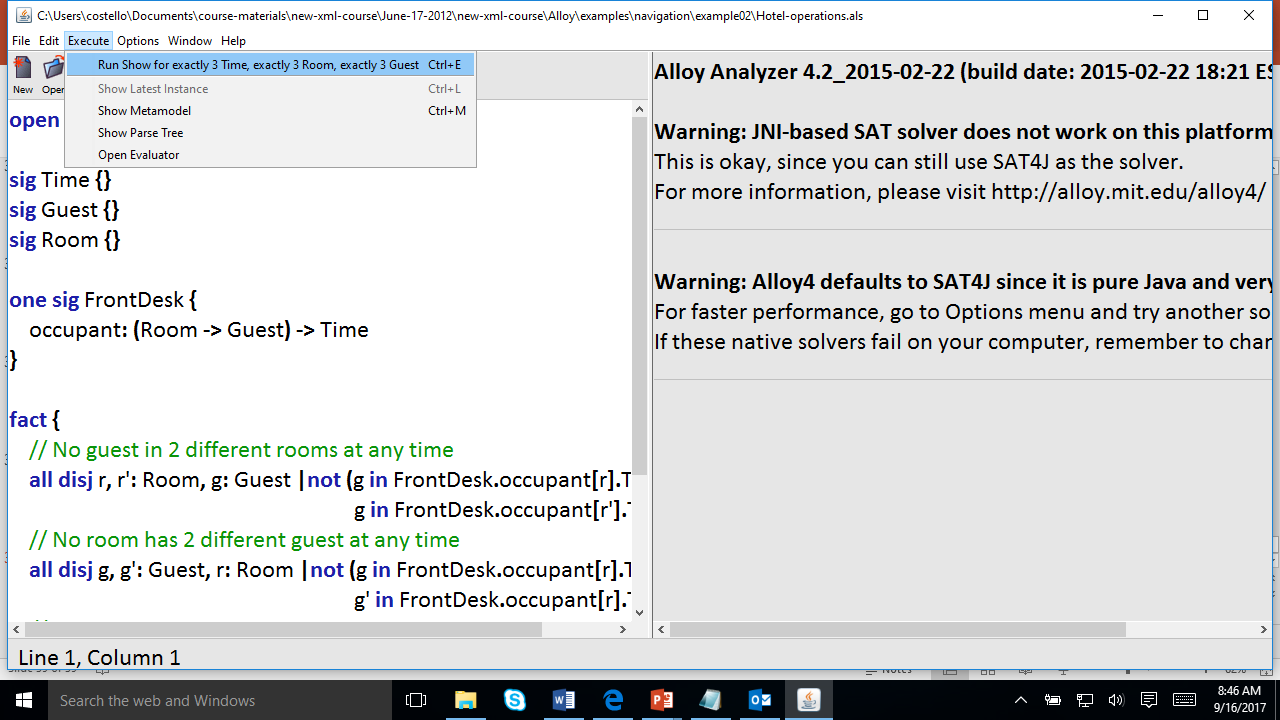 C:\Users\costello\Documents\course-materials\new-xml-course\June-17-2012\new-xml-course\Alloy\examples\navigation\example02\Hotel-operations.als
File Edit Execute Options Window Help
Run Show for exactly 3 Time, exactly 3 Room, exactly 3 Guest Ctrl+E
Show Latest Instance Ctrl+L
Show Metamodel Ctrl+M
Show Parse Tree
Open Evaluator
New Open
open
sig Time {}
sig Guest {}
sig Room {}
one sig FrontDesk {
occupant: (Room -> Guest) -> Time
}
fact {
// No guest in 2 different rooms at any time
all disj r, r': Room, g: Guest |not (g in FrontDesk.occupant[r].T
g in FrontDesk.occupant[r'].T
// No room has 2 different guest at any time
all disj g, g': Guest, r: Room |not (g in FrontDesk.occupant[r].T
g' in FrontDesk.occupant[r].T
Alloy Analyzer 4.2_2015-02-22 (build date: 2015-02-22 18:21 ES
Warning: JNI-based SAT solver does not work on this platform
This is okay, since you can still use SAT4J as the solver.
For more information, please visit http://alloy.mit.edu/alloy4/
Warning: Alloy4 defaults to SAT4J since it is pure Java and very
For faster performance, go to Options menu and try another so
If these native solvers fail on your computer, remember to char
Line 1, Column 1
Search the web and Windows
8:46 AM
9/16/2017